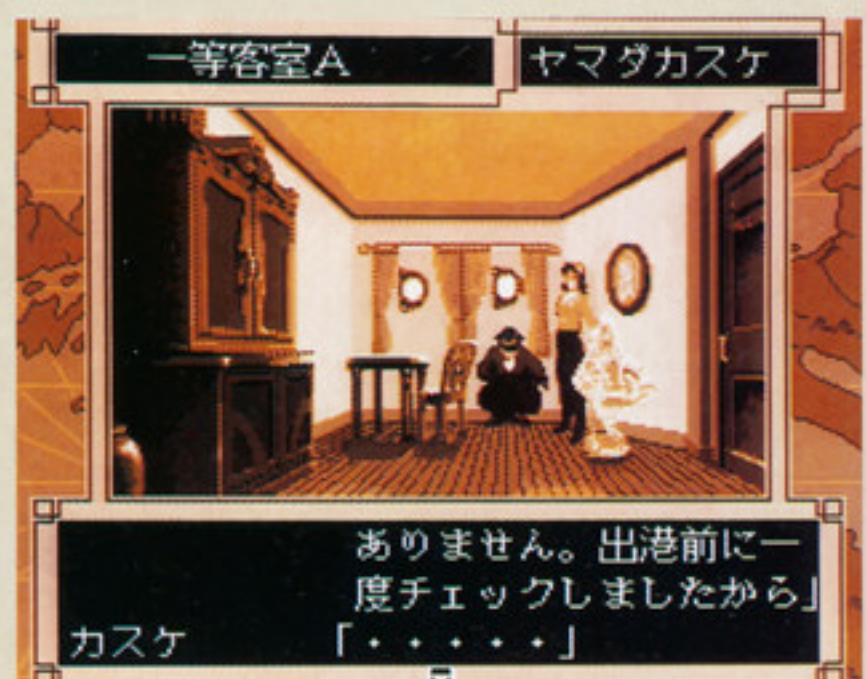 一等客室A
ヤマダカスケ
ありません。出港前に一
度チェックしましたから」
カスケ 「・・・・・」